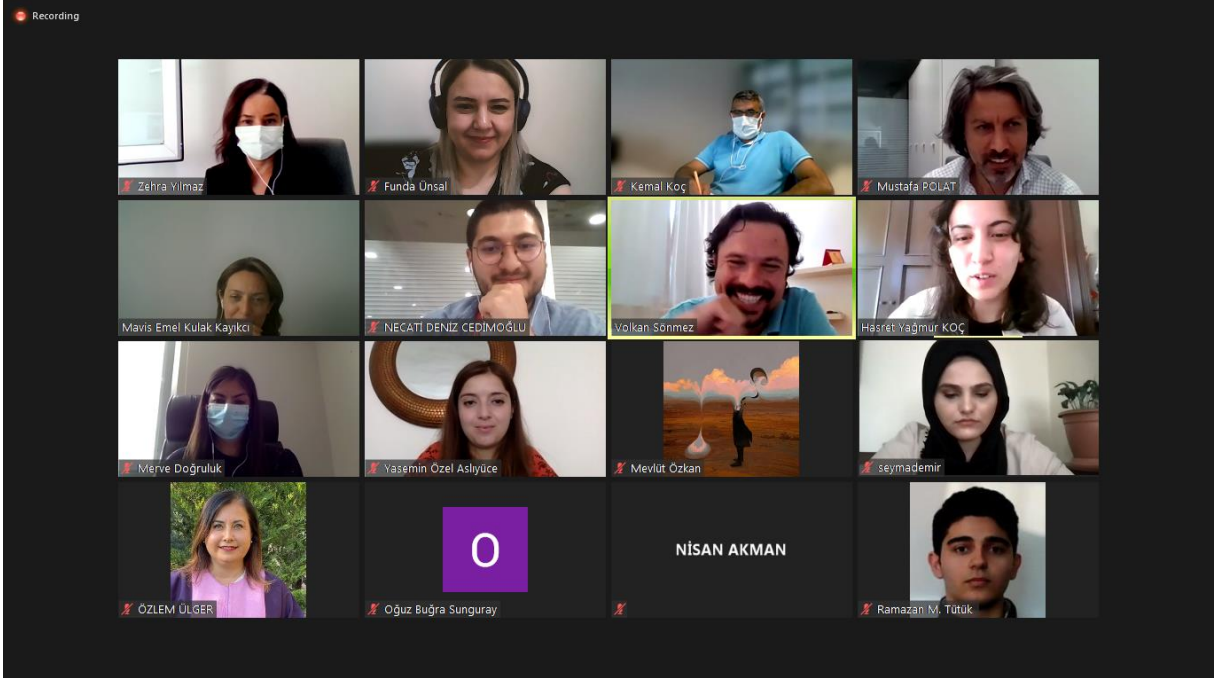 Recording
Zehra Yılmaz
Funda Ünsal
Kemal Koç
Mustafa POLAT
Mavis Emel Kulak Kayıkcı
NECATİ DENİZ CEDİMOĞLU
Volkan Sönmez
Hasret Yağmur KOÇ
Merve Doğruluk
Yasemin Özel Aslıyüce
Mevlüt Özkan
seymademir
ÖZLEM ÜLGER
O
Oğuz Buğra Sunguray
NİSAN AKMAN
Ramazan M. Tütük